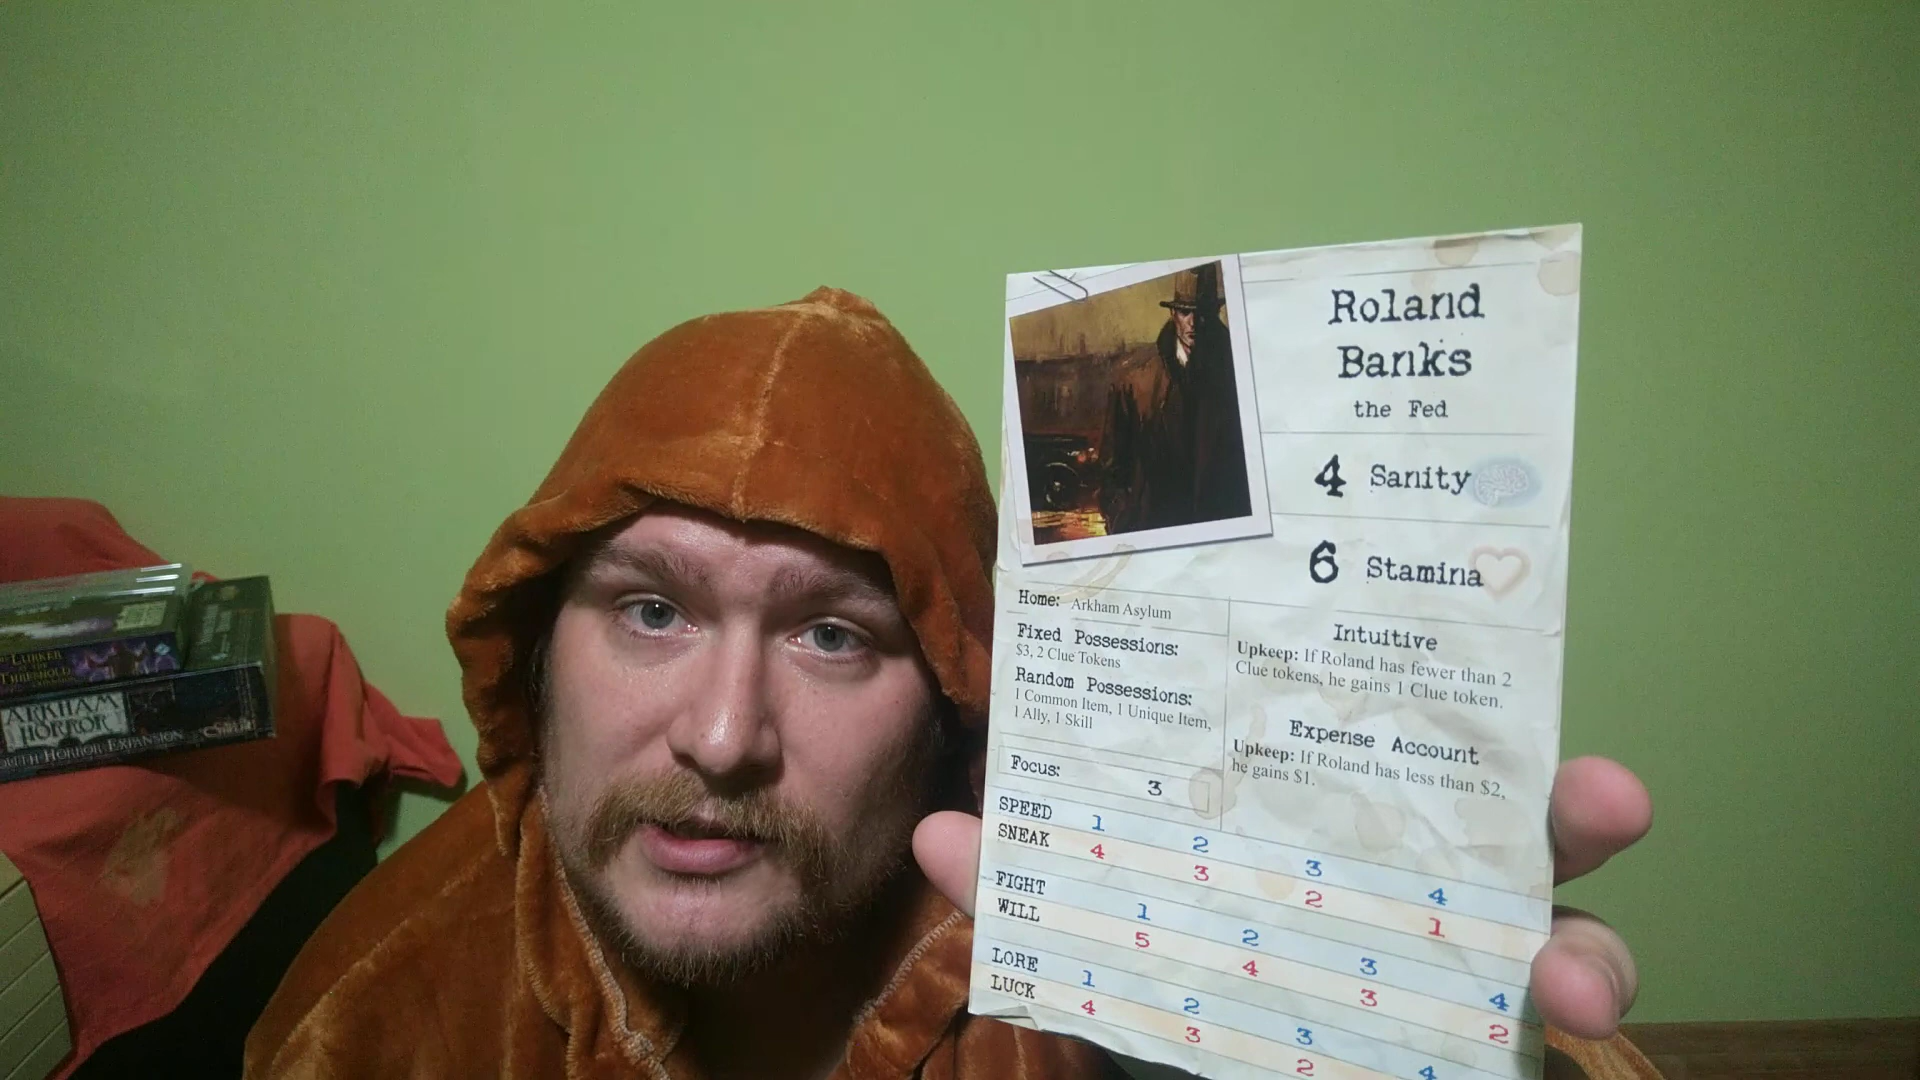 Roland
Banks
the Fed
4 Sanity
6 Stamina
Home: Arkham Asylum
Fixed Possessions:
$3, 2 Clue Tokens
Random Possessions:
1 Common Item, 1 Unique Item,
1 Ally, 1 Skill
Focus: 3
Intuitive
Upkeep: If Roland has fewer than 2
Clue tokens, he gains 1 Clue token.
Expense Account
Upkeep: If Roland has less than $2,
he gains $1.
SPEED 1 2 3 4
SNEAK 4 3 2 1
FIGHT 1 2 3 4
WILL 5 4 3 2
LORE 1 2 3 4
LUCK 4 3 2
LURKER
THRESHOLD
ARKHAM
HORROR
HORROR EXPANSION